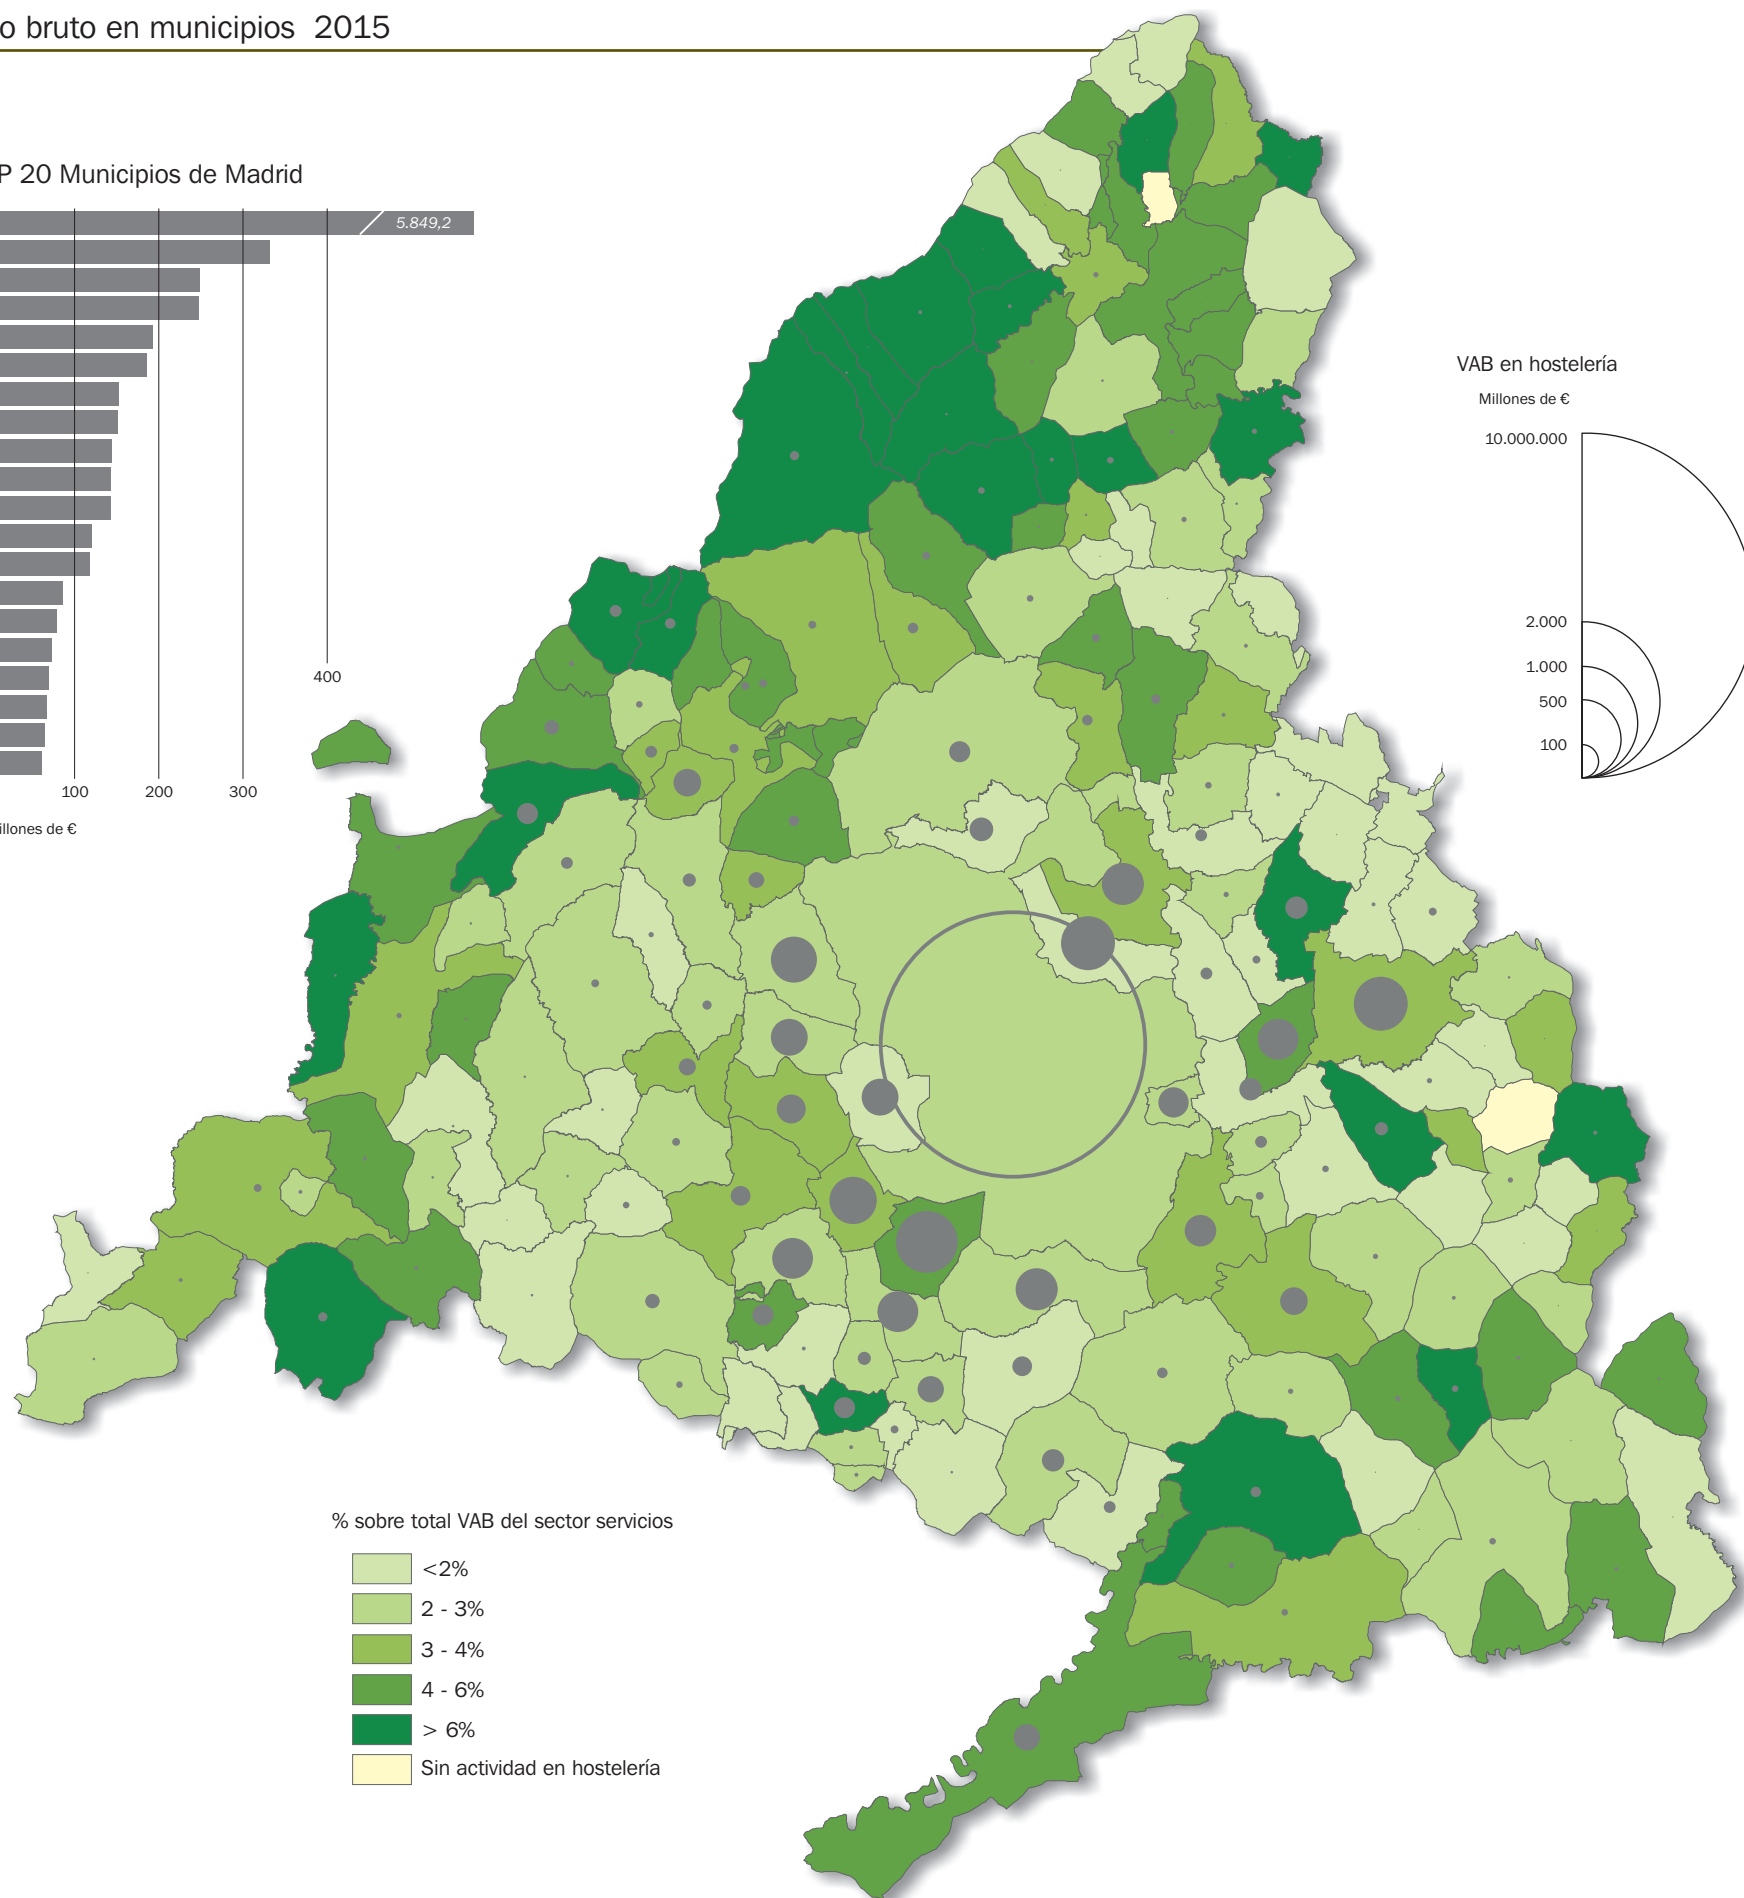 o bruto en municipios 2015
P 20 Municipios de Madrid
5.849,2
400
100 200 300
illones de €
VAB en hostelería
Millones de €
10.000.000
2.000
1.000
500
100
% sobre total VAB del sector servicios
<2%
2 - 3%
3 - 4%
4 - 6%
> 6%
Sin actividad en hostelería